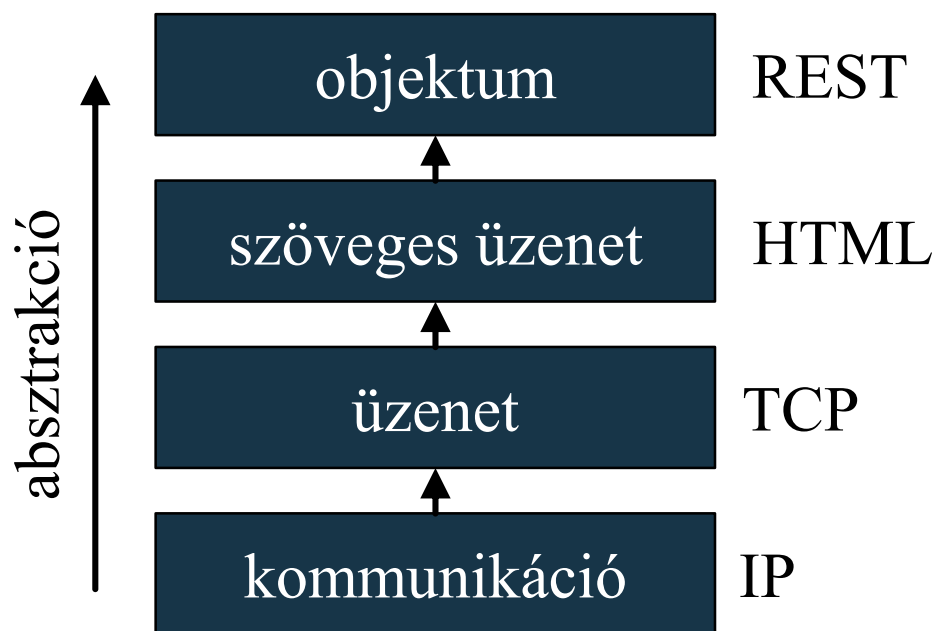 objektum REST
szöveges üzenet HTML
üzenet TCP
kommunikáció IP
absztrakció